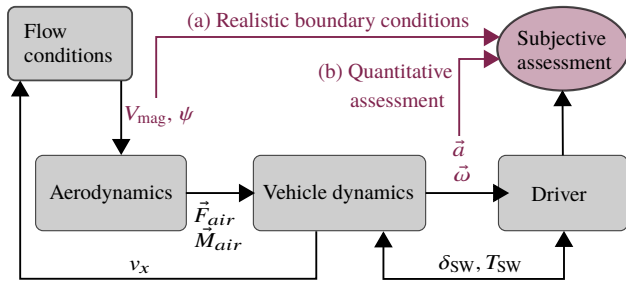 Flow
conditions
(a) Realistic boundary conditions
Subjective
assessment
(b) Quantitative
assessment
V_mag, ψ
a⃗
ω⃗
Aerodynamics
Vehicle dynamics
Driver
F⃗_air
M⃗_air
v_x
δ_SW, T_SW